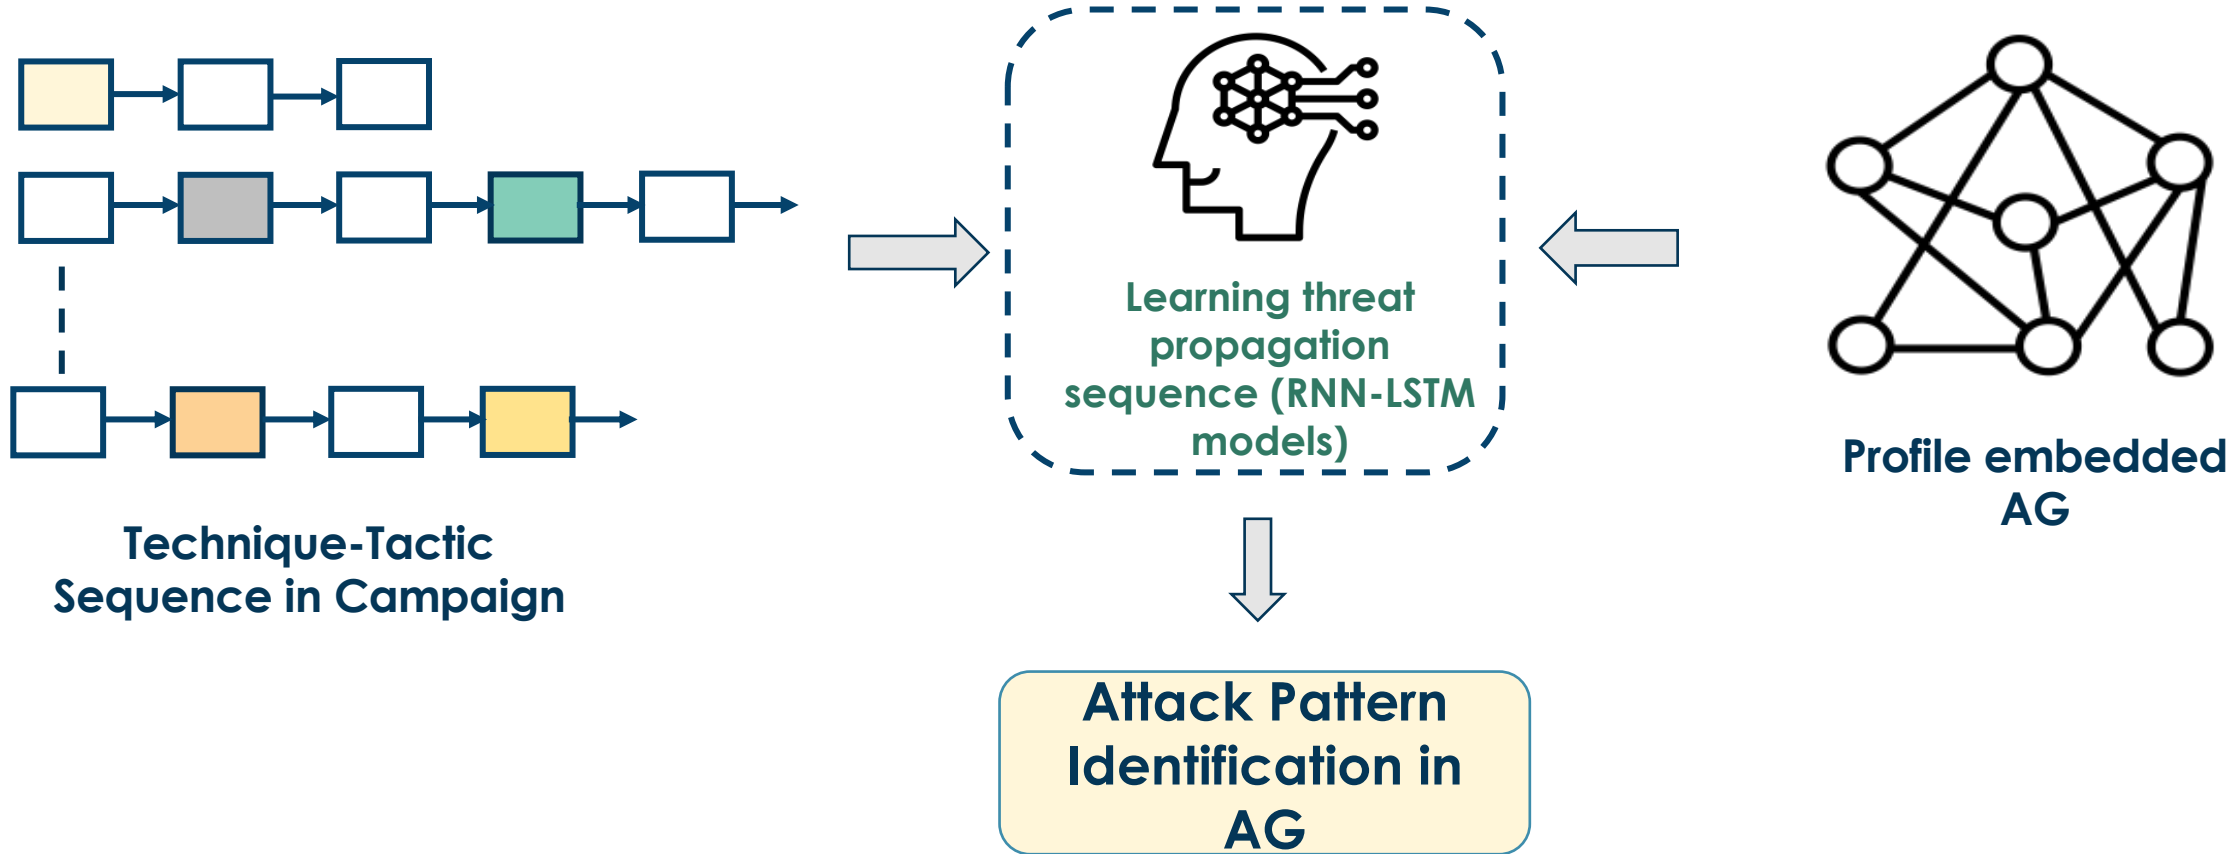 Learning threat
propagation
sequence (RNN-LSTM
models)
Profile embedded
AG
Technique-Tactic
Sequence in Campaign
Attack Pattern
Identification in
AG